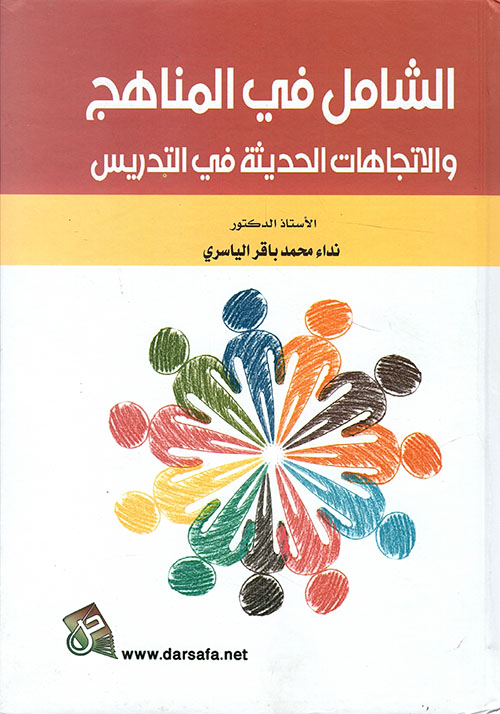 الشامل في المناهج
والاتجاهات الحديثة في التدريس
الأستاذ الدكتور
نداء محمد باقر الياسري
www.darsafa.net